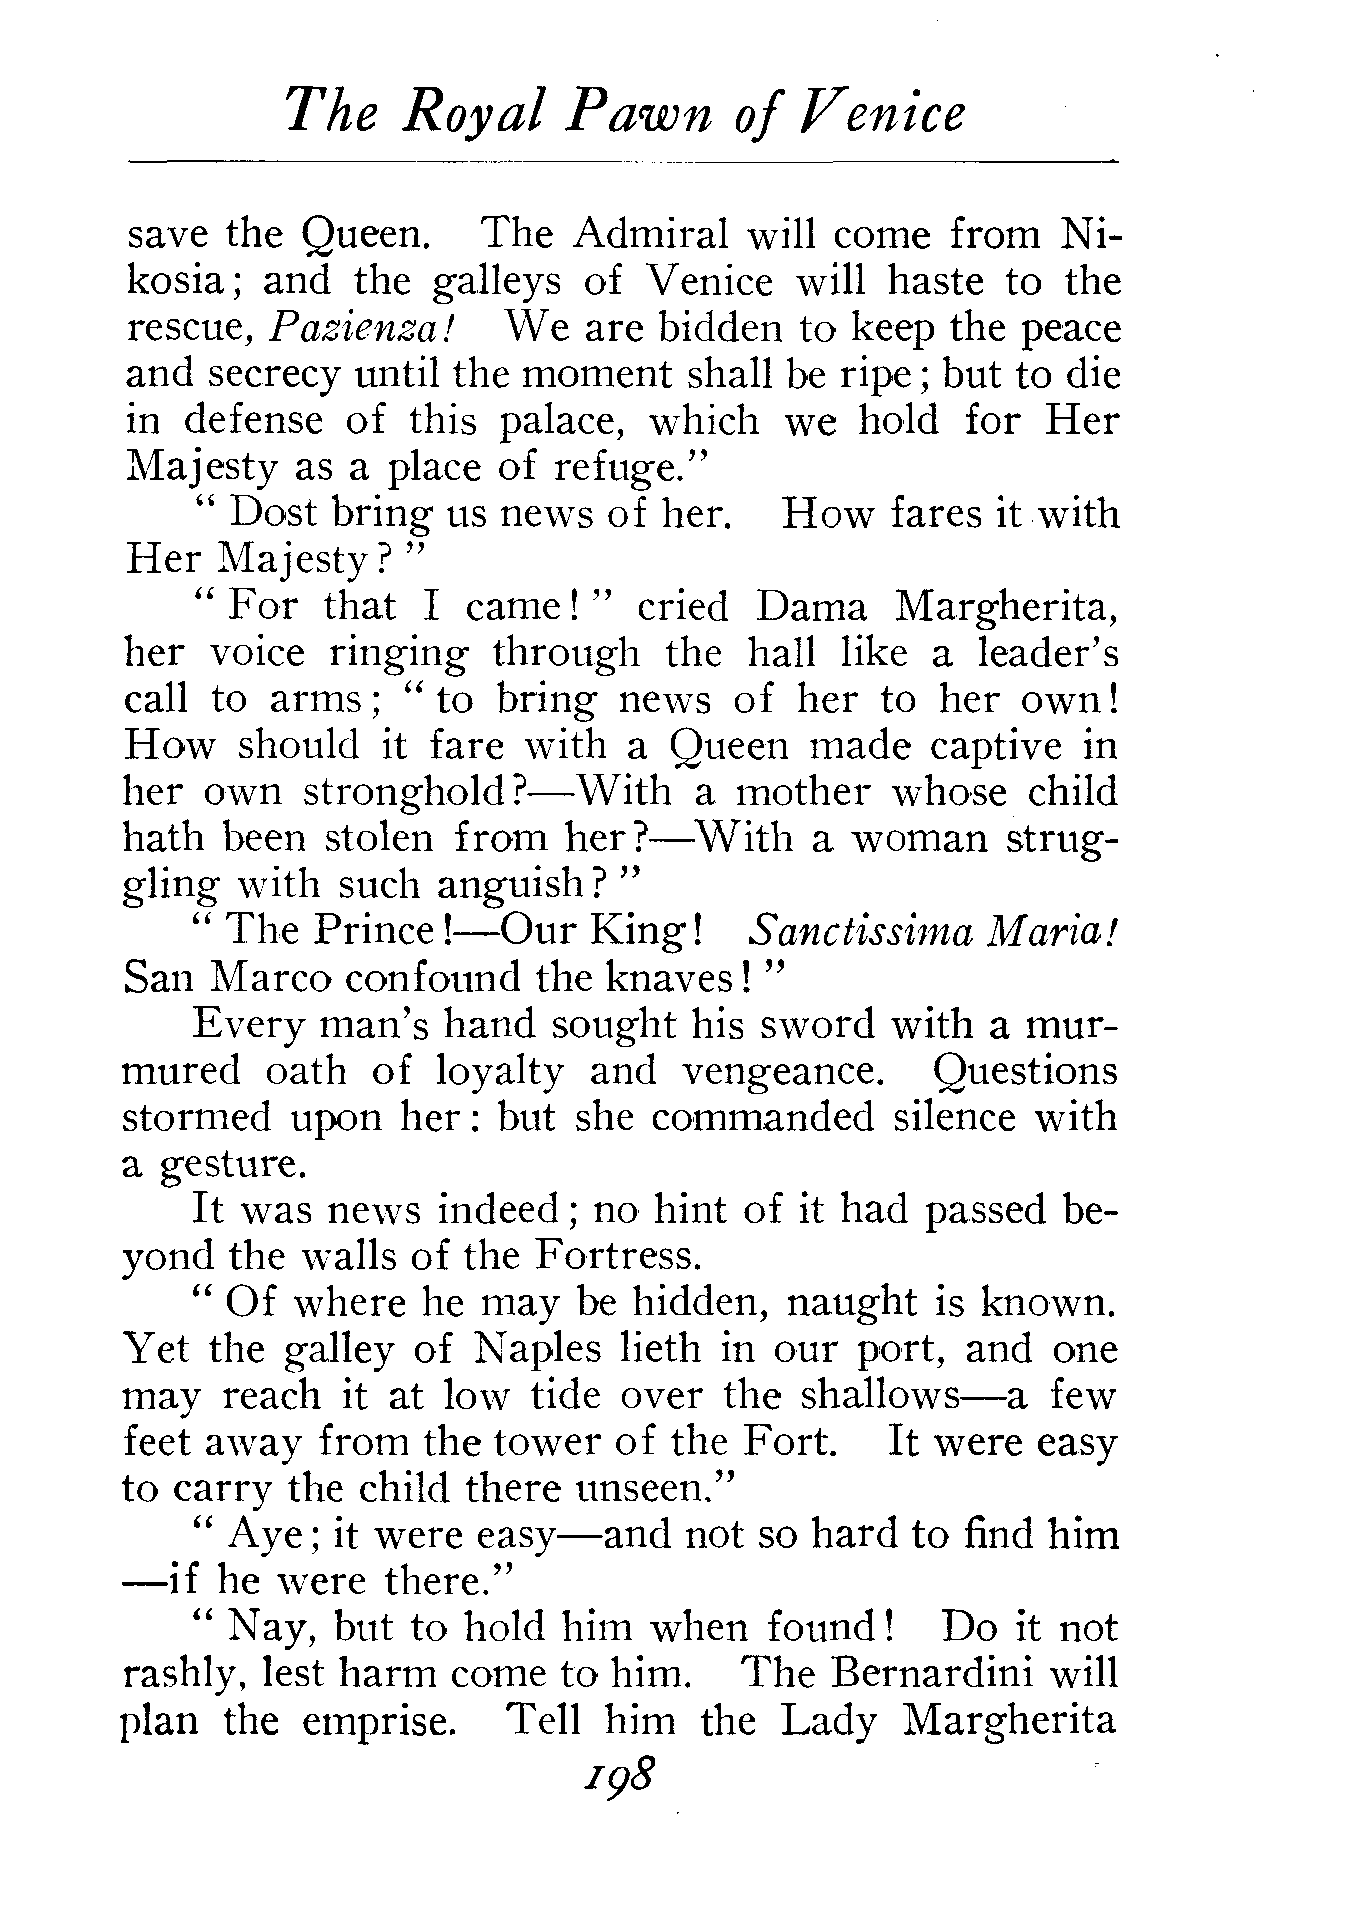 The Royal Pawn of Venice
save the Queen. The Admiral will come from Ni-
kosia; and the galleys of Venice will haste to the
rescue, Pazienza! We are bidden to keep the peace
and secrecy until the moment shall be ripe; but to die
in defense of this palace, which we hold for Her
Majesty as a place of refuge."
" Dost bring us news of her. How fares it with
Her Majesty? "
" For that I came! " cried Dama Margherita,
her voice ringing through the hall like a leader's
call to arms; " to bring news of her to her own!
How should it fare with a Queen made captive in
her own stronghold?—With a mother whose child
hath been stolen from her?—With a woman strug-
gling with such anguish? "
" The Prince!—Our King! Sanctissima Maria!
San Marco confound the knaves! "
Every man's hand sought his sword with a mur-
mured oath of loyalty and vengeance. Questions
stormed upon her: but she commanded silence with
a gesture.
It was news indeed; no hint of it had passed be-
yond the walls of the Fortress.
" Of where he may be hidden, naught is known.
Yet the galley of Naples lieth in our port, and one
may reach it at low tide over the shallows—a few
feet away from the tower of the Fort. It were easy
to carry the child there unseen."
" Aye; it were easy—and not so hard to find him
—if he were there."
" Nay, but to hold him when found! Do it not
rashly, lest harm come to him. The Bernardini will
plan the emprise. Tell him the Lady Margherita
198